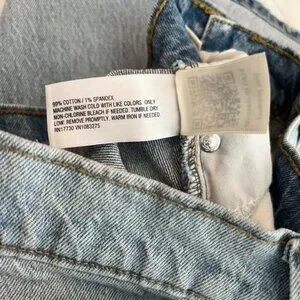 99% COTTON / 1% SPANDEX
MACHINE WASH COLD WITH LIKE COLORS. ONLY
NON-CHLORINE BLEACH IF NEEDED. TUMBLE DRY
LOW. REMOVE PROMPTLY. WARM IRON IF NEEDED.
RN17730 VN1083275